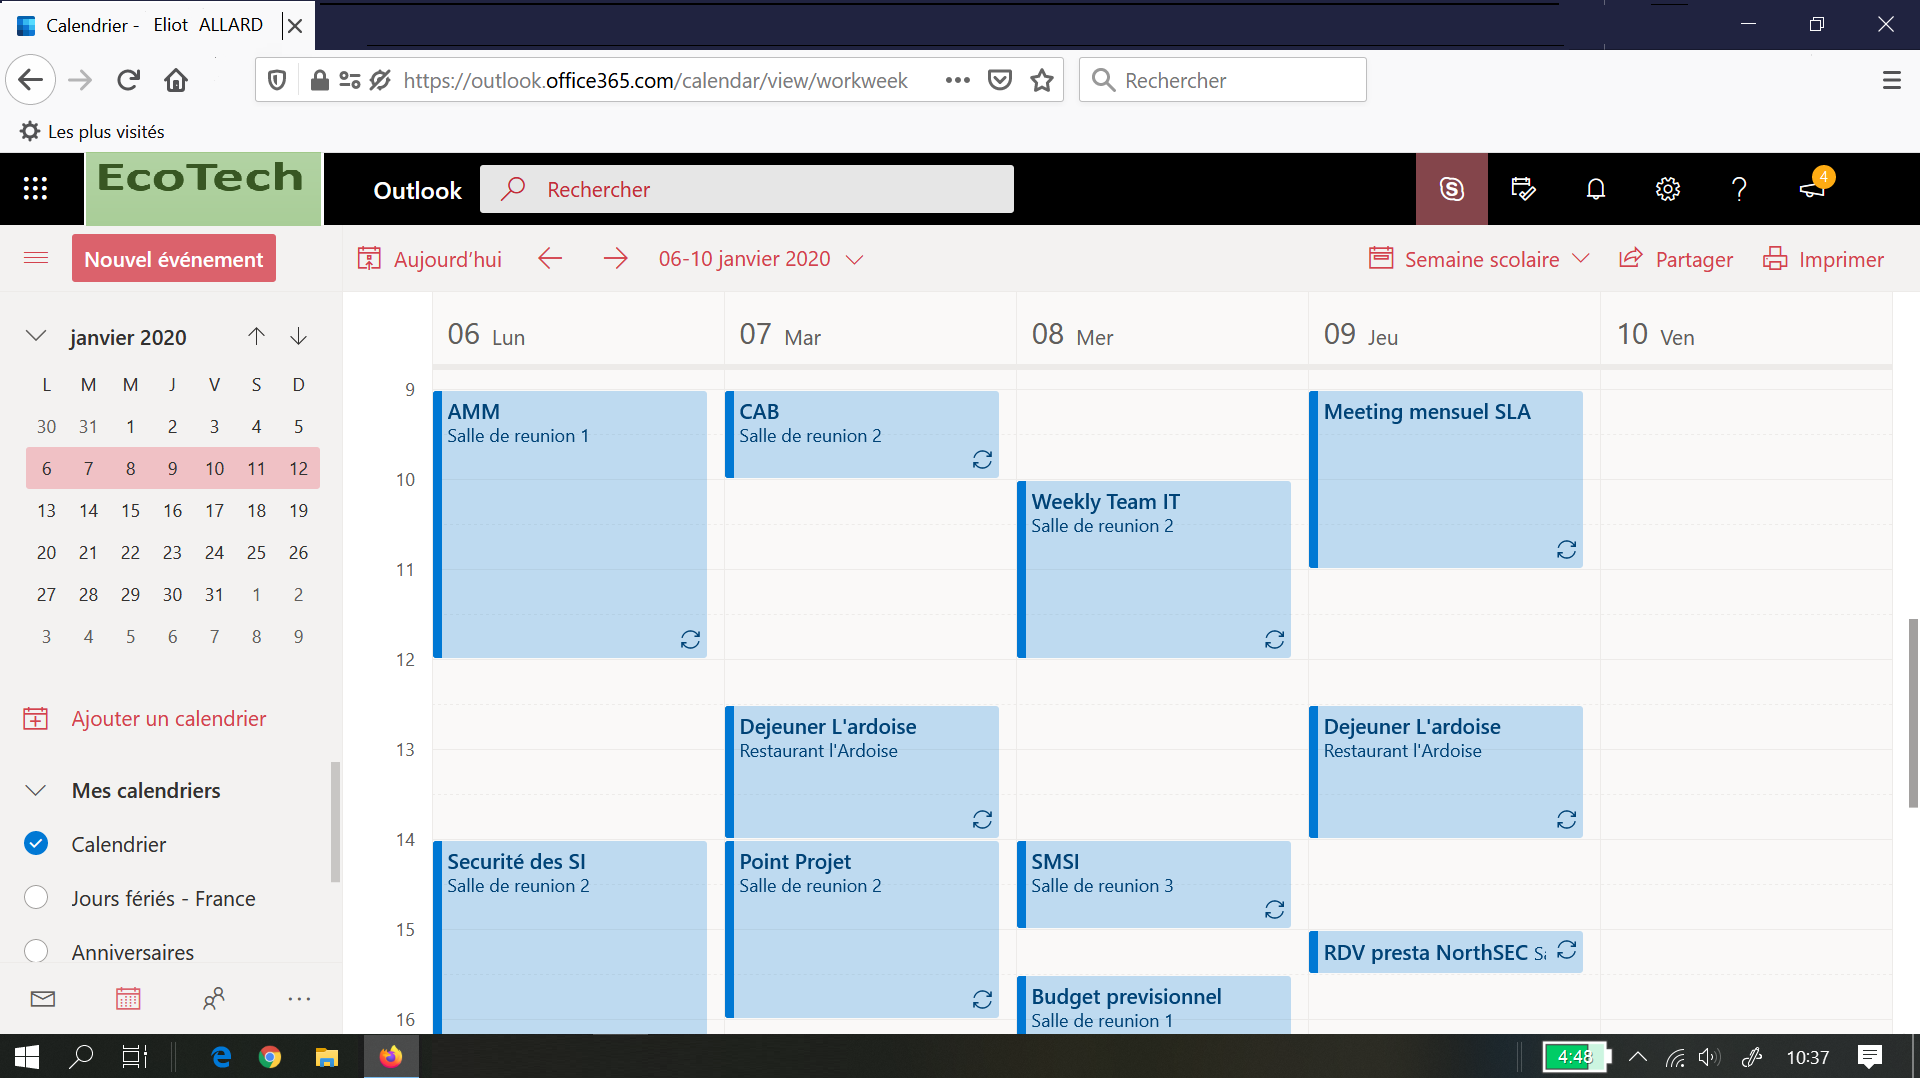 Calendrier - Eliot ALLARD
https://outlook.office365.com/calendar/view/workweek
Rechercher
Les plus visités
EcoTech
Outlook
Rechercher
4
Nouvel événement
Aujourd'hui
06-10 janvier 2020
Semaine scolaire
Partager
Imprimer
janvier 2020
L M M J V S D
30 31 1 2 3 4 5
6 7 8 9 10 11 12
13 14 15 16 17 18 19
20 21 22 23 24 25 26
27 28 29 30 31 1 2
3 4 5 6 7 8 9
Ajouter un calendrier
Mes calendriers
Calendrier
Jours fériés - France
Anniversaires
06 Lun
07 Mar
08 Mer
09 Jeu
10 Ven
9
10
11
12
13
14
15
16
AMM
Salle de reunion 1
Securité des SI
Salle de reunion 2
CAB
Salle de reunion 2
Dejeuner L'ardoise
Restaurant l'Ardoise
Point Projet
Salle de reunion 2
Weekly Team IT
Salle de reunion 2
SMSI
Salle de reunion 3
Budget previsionnel
Salle de reunion 1
Meeting mensuel SLA
Dejeuner L'ardoise
Restaurant l'Ardoise
RDV presta NorthSEC
4:48
10:37